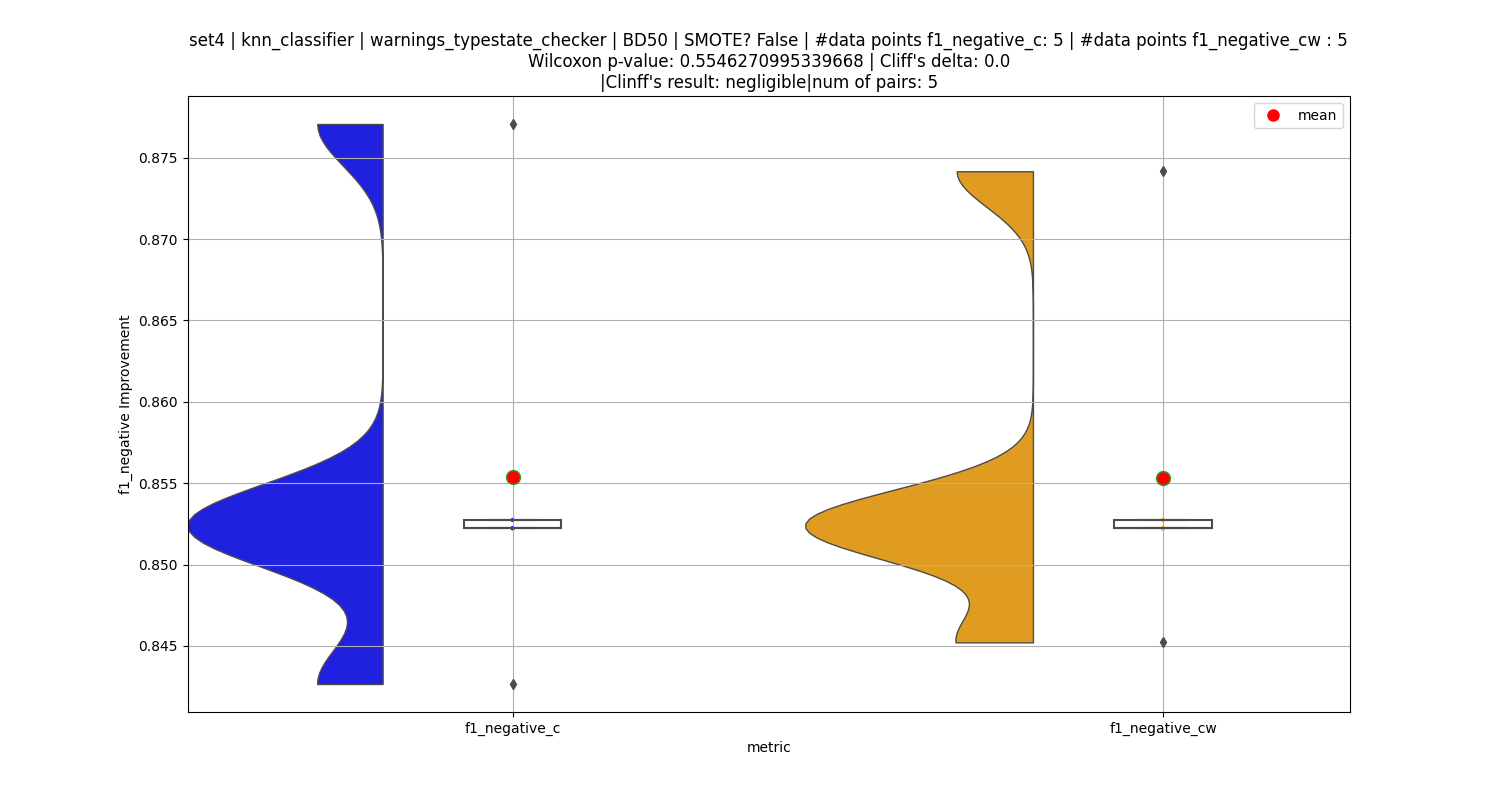 set4 | knn_classifier | warnings_typestate_checker | BD50 | SMOTE? False | #data points f1_negative_c: 5 | #data points f1_negative_cw : 5
Wilcoxon p-value: 0.5546270995339668 | Cliff's delta: 0.0
|Clinff's result: negligible|num of pairs: 5
mean
0.875
0.870
0.865
0.860
0.855
0.850
0.845
f1_negative Improvement
f1_negative_c
f1_negative_cw
metric